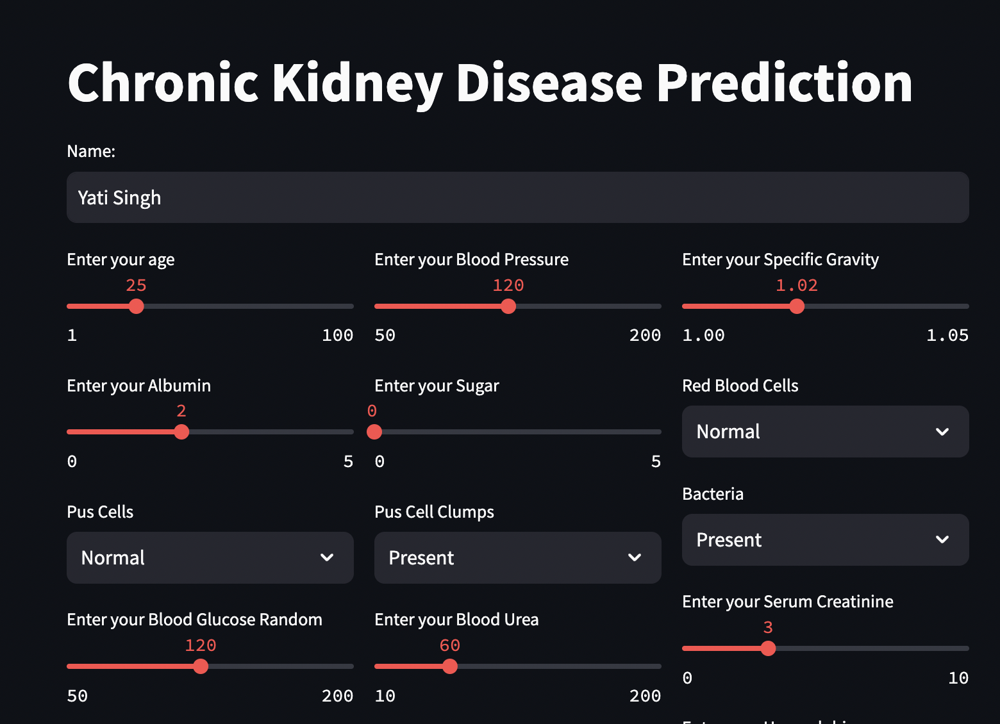 Chronic Kidney Disease Prediction
Name:
Yati Singh
Enter your age
25
1 100
Enter your Blood Pressure
120
50 200
Enter your Specific Gravity
1.02
1.00 1.05
Enter your Albumin
2
0 5
Enter your Sugar
0
0 5
Red Blood Cells
Normal
Pus Cells
Normal
Pus Cell Clumps
Present
Bacteria
Present
Enter your Blood Glucose Random
120
50 200
Enter your Blood Urea
60
10 200
Enter your Serum Creatinine
3
0 10